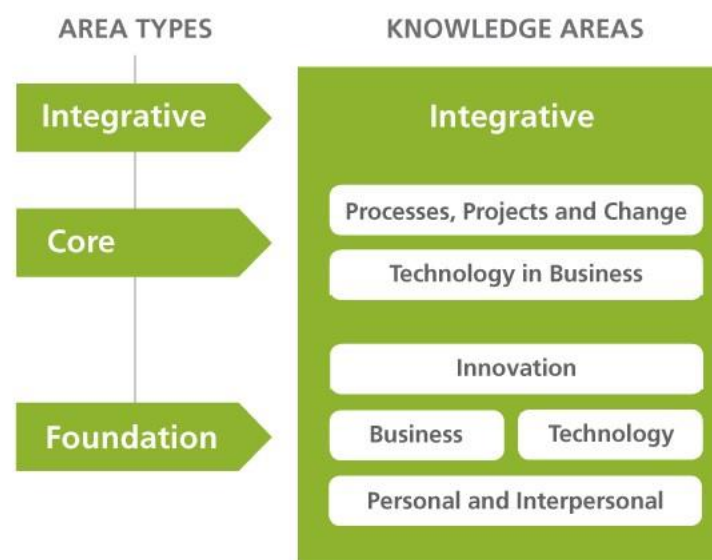 AREA TYPES
KNOWLEDGE AREAS
Integrative
Integrative
Core
Processes, Projects and Change
Technology in Business
Foundation
Innovation
Business
Technology
Personal and Interpersonal